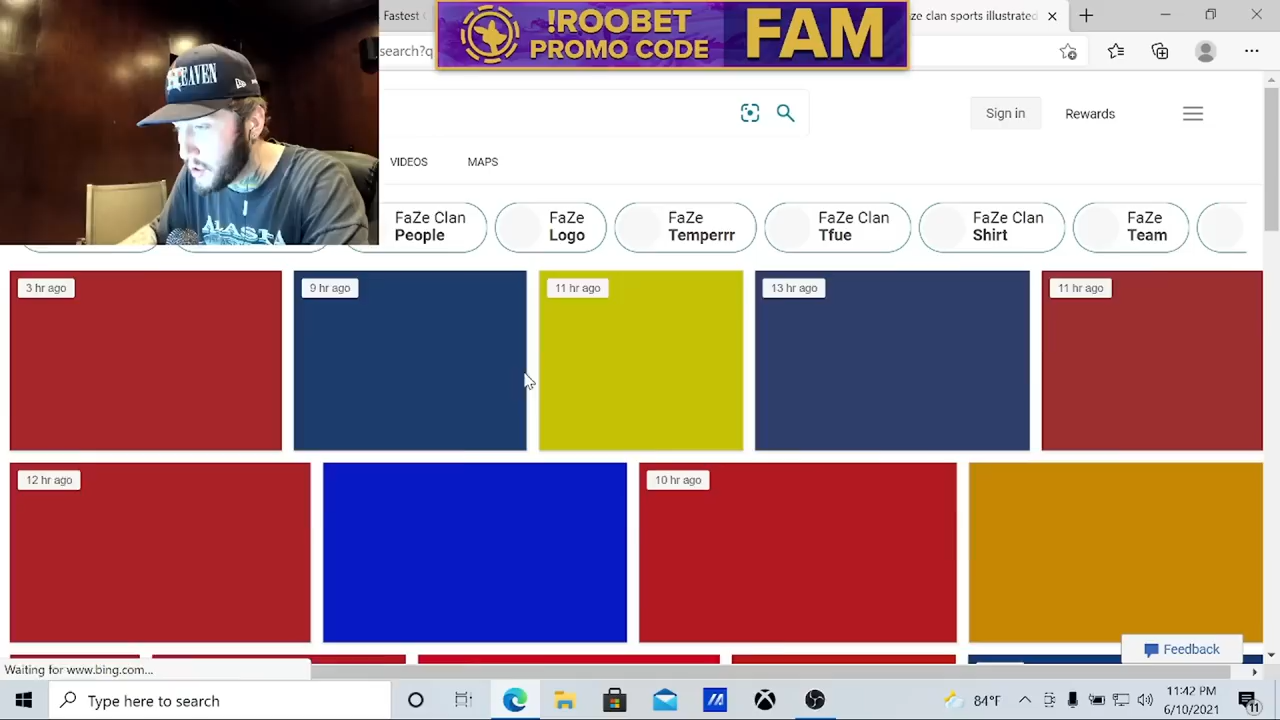 Fastest
!ROOBET
PROMO CODE
FAM
ze clan sports illustrated
search?q
Sign in
Rewards
VIDEOS
MAPS
FaZe Clan
People
FaZe
Logo
FaZe
Temperrr
FaZe Clan
Tfue
FaZe Clan
Shirt
FaZe
Team
3 hr ago
9 hr ago
11 hr ago
13 hr ago
11 hr ago
12 hr ago
10 hr ago
Feedback
Waiting for www.bing.com...
Type here to search
84°F
11:42 PM
6/10/2021
11